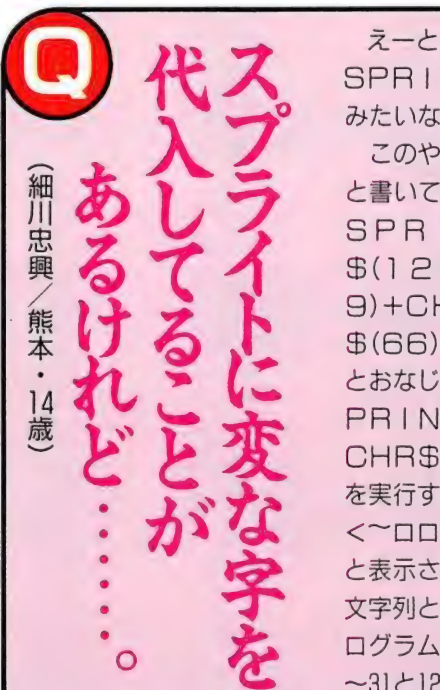 Q
スプライトに変な字を
代入してることが
あるけれど………。
（細川忠興／熊本・14歳）
えーと
SPRI
みたいな
このや
と書いて
SPR
$(12
9)+CH
$(66)
とおなじ
PRIN
CHR$
を実行す
<~ロロ
と表示さ
文字列と
ログラム
~31と12